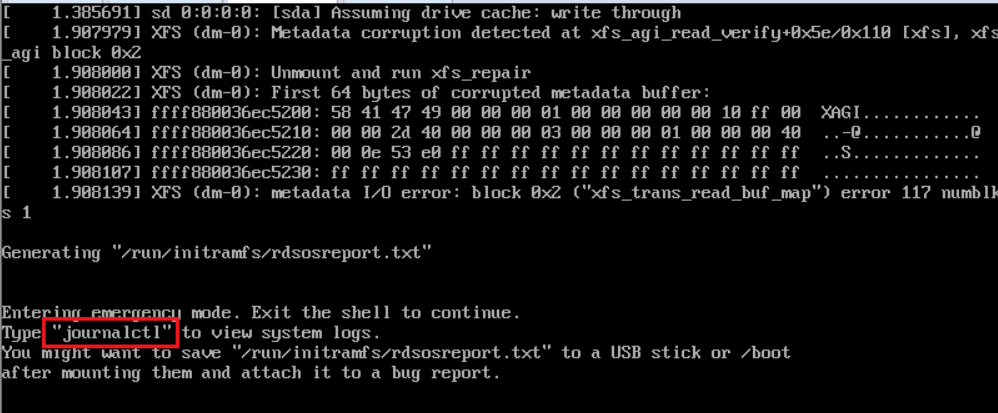 [    1.385691] sd 0:0:0:0: [sda] Assuming drive cache: write through
[    1.907979] XFS (dm-0): Metadata corruption detected at xfs_agi_read_verify+0x5e/0x110 [xfs], xfs
_agi block 0x2
[    1.908000] XFS (dm-0): Unmount and run xfs_repair
[    1.908022] XFS (dm-0): First 64 bytes of corrupted metadata buffer:
[    1.908043] ffff880036ec5200: 58 41 47 49 00 00 00 01 00 00 00 00 00 10 ff 00  XAGI............
[    1.908064] ffff880036ec5210: 00 00 2d 40 00 00 00 03 00 00 00 01 00 00 00 40  ..-@...........@
[    1.908086] ffff880036ec5220: 00 0e 53 e0 ff ff ff ff ff ff ff ff ff ff ff ff  ..S.............
[    1.908107] ffff880036ec5230: ff ff ff ff ff ff ff ff ff ff ff ff ff ff ff ff  ................
[    1.908139] XFS (dm-0): metadata I/O error: block 0x2 ("xfs_trans_read_buf_map") error 117 numblk
s 1
Generating "/run/initramfs/rdsosreport.txt"
Entering emergency mode. Exit the shell to continue.
Type "journalctl" to view system logs.
You might want to save "/run/initramfs/rdsosreport.txt" to a USB stick or /boot
after mounting them and attach it to a bug report.